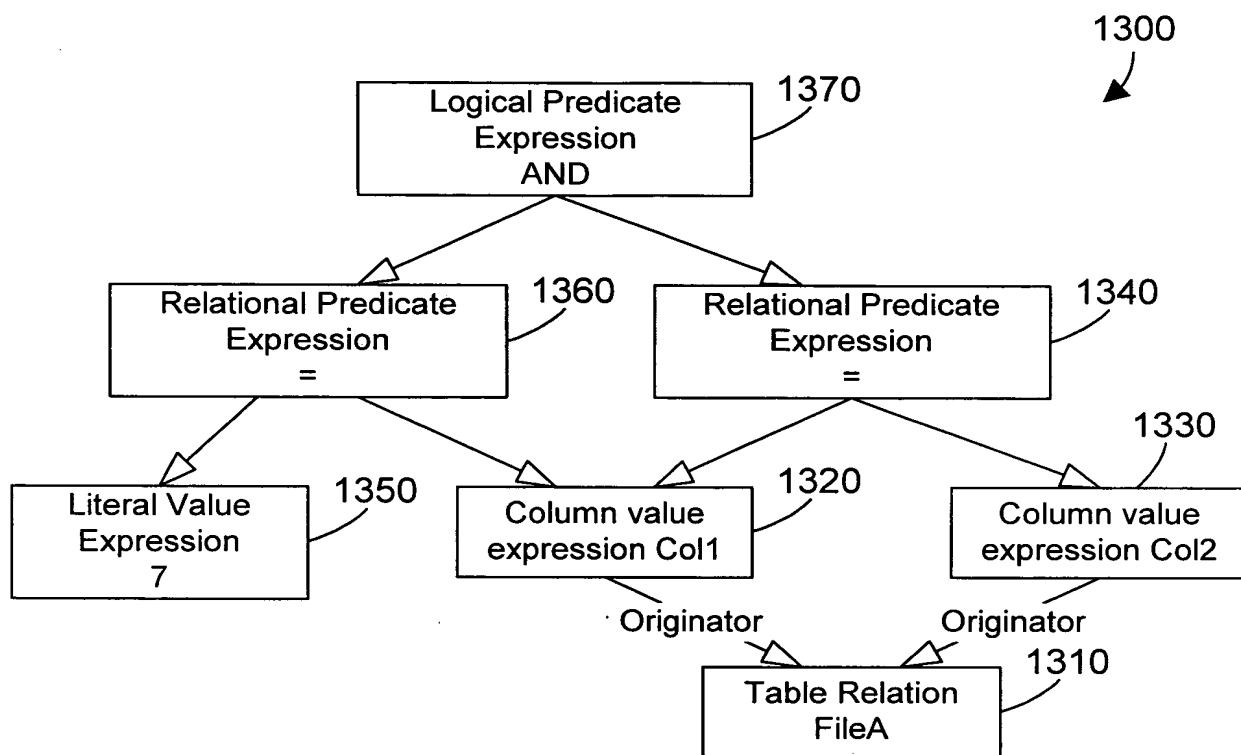 1300
Logical Predicate
Expression
AND
1370
Relational Predicate
Expression
=
1360
Relational Predicate
Expression
=
1340
Literal Value
Expression
7
1350
Column value
expression Col1
1320
Column value
expression Col2
1330
Originator
Originator
Table Relation
FileA
1310